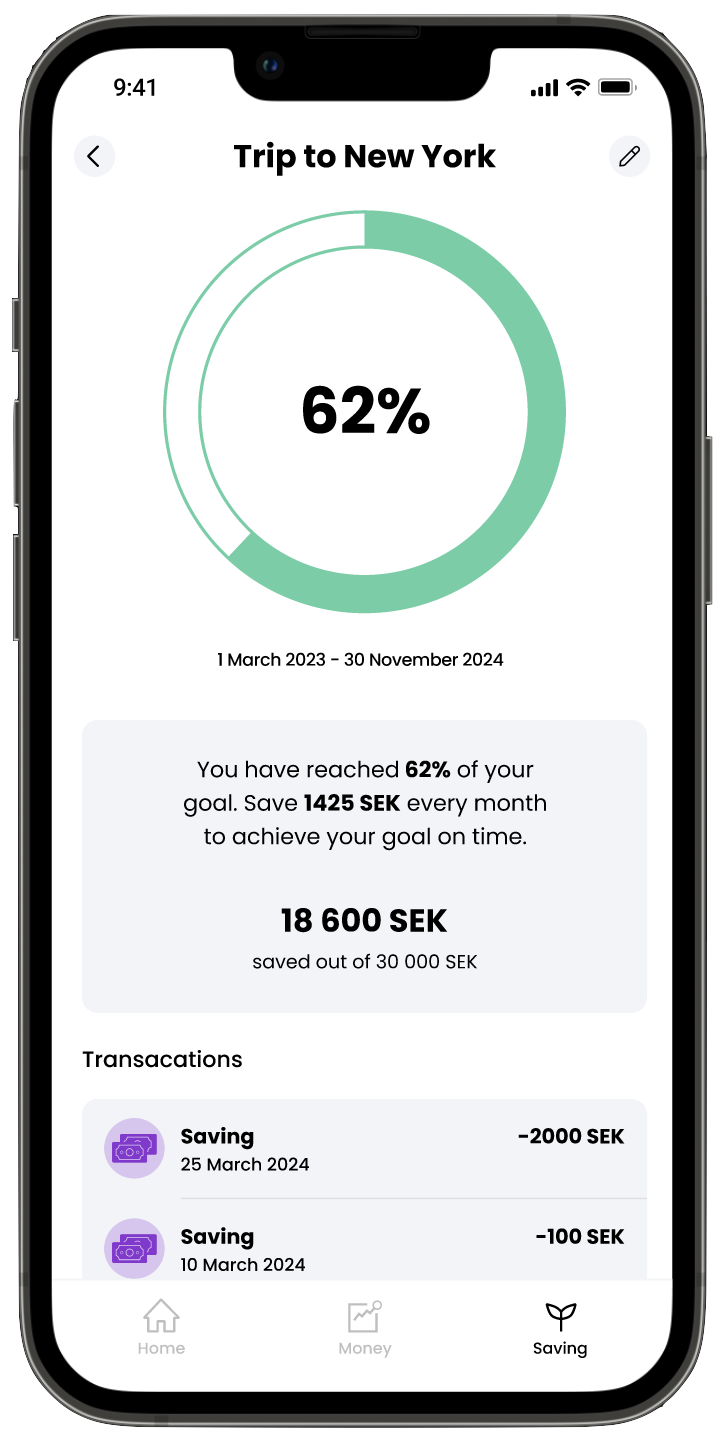 9:41
Trip to New York
62%
1 March 2023 - 30 November 2024
You have reached 62% of your
goal. Save 1425 SEK every month
to achieve your goal on time.
18 600 SEK
saved out of 30 000 SEK
Transacations
Saving
-2000 SEK
25 March 2024
Saving
-100 SEK
10 March 2024
Home
Money
Saving